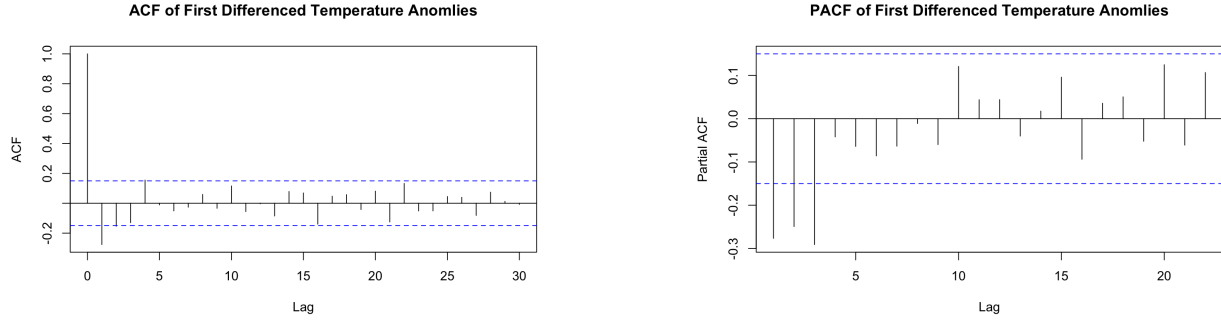 ACF of First Differenced Temperature Anomlies
ACF
-0.2
0.2
0.4
0.6
0.8
1.0
0 5 10 15 20 25 30
Lag
PACF of First Differenced Temperature Anomlies
Partial ACF
-0.3
-0.2
-0.1
0.0
0.1
5 10 15 20
Lag